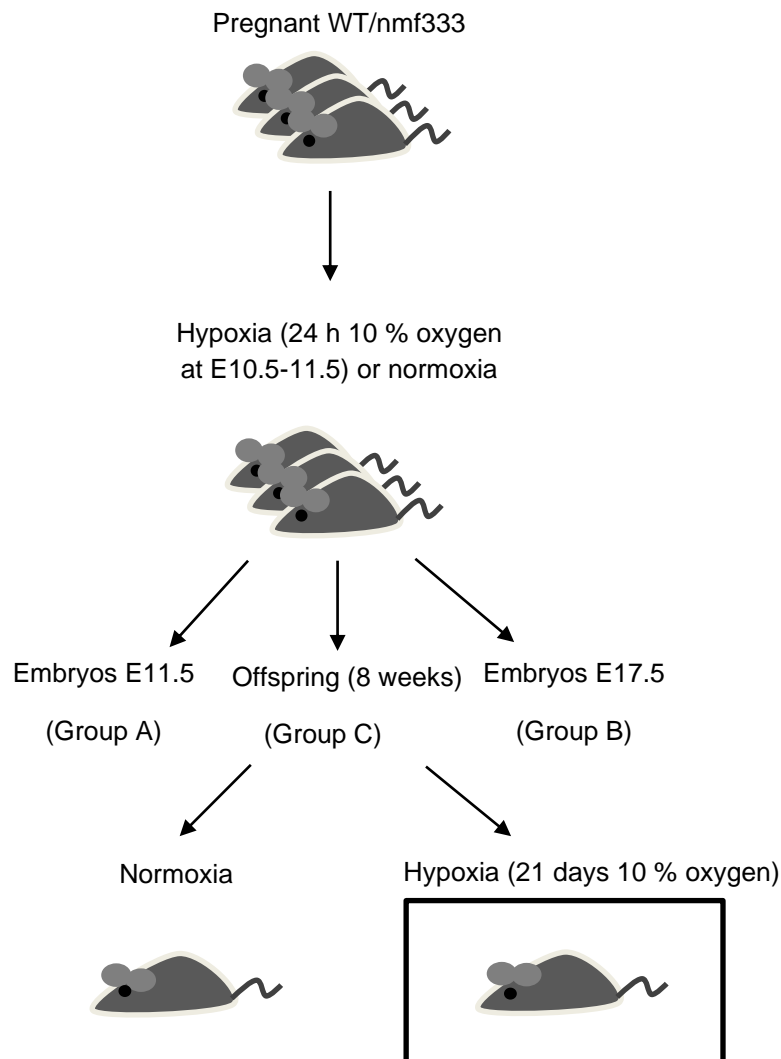 Pregnant WT/nmf333
Hypoxia (24 h 10 % oxygen
at E10.5-11.5) or normoxia
Embryos E11.5
(Group A)
Offspring (8 weeks)
(Group C)
Embryos E17.5
(Group B)
Normoxia
Hypoxia (21 days 10 % oxygen)